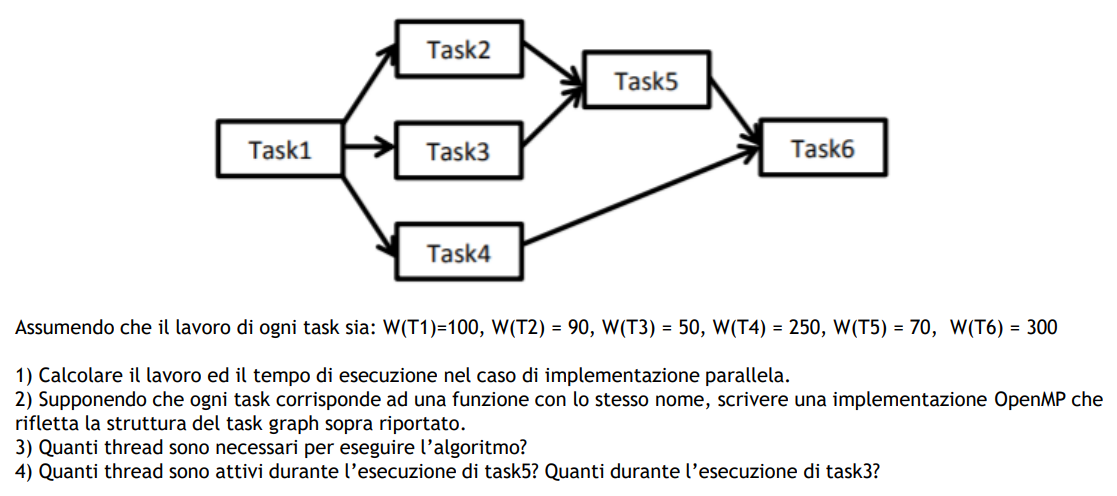 Task2
Task5
Task1
Task3
Task6
Task4
Assumendo che il lavoro di ogni task sia: W(T1)=100, W(T2) = 90, W(T3) = 50, W(T4) = 250, W(T5) = 70, W(T6) = 300
1) Calcolare il lavoro ed il tempo di esecuzione nel caso di implementazione parallela.
2) Supponendo che ogni task corrisponde ad una funzione con lo stesso nome, scrivere una implementazione OpenMP che
rifletta la struttura del task graph sopra riportato.
3) Quanti thread sono necessari per eseguire l’algoritmo?
4) Quanti thread sono attivi durante l’esecuzione di task5? Quanti durante l’esecuzione di task3?